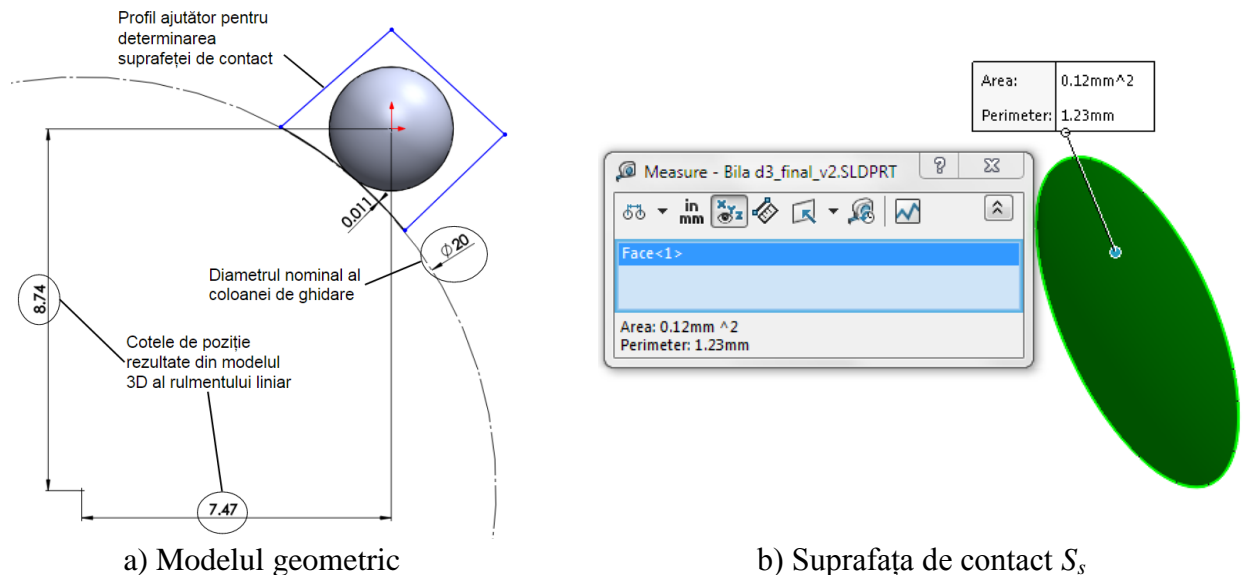 Profil ajutător pentru
determinarea
suprafeței de contact
0.011
⌀20
Diametrul nominal al
coloanei de ghidare
8.74
Cotele de poziție
rezultate din modelul
3D al rulmentului liniar
7.47
a) Modelul geometric
Area: 0.12mm^2
Perimeter: 1.23mm
Measure - Bila d3_final_v2.SLDPRT
in
mm
XYZ
Face<1>
Area: 0.12mm ^2
Perimeter: 1.23mm
b) Suprafața de contact Ss